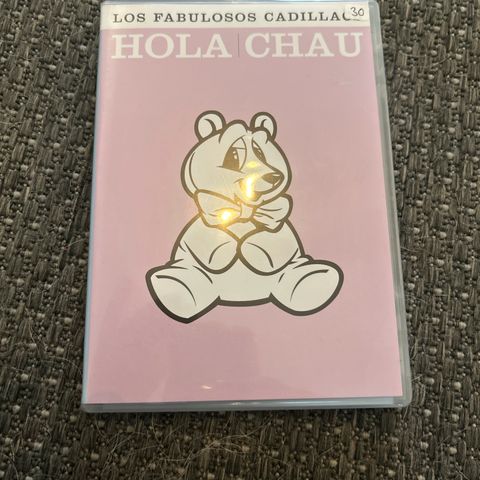 LOS FABULOSOS CADILLACS
30
HOLA | CHAU